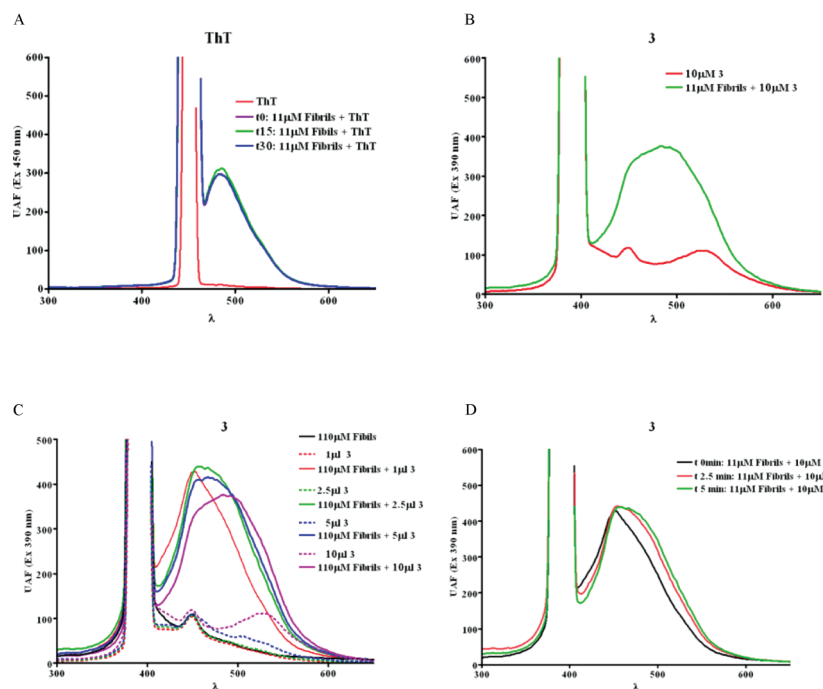 A
ThT
600
500
400
300
200
100
0
UAF (Ex 450 nm)
300
400
500
600
λ
ThT
t0: 11µM Fibrils + ThT
t15: 11µM Fibils + ThT
t30: 11µM Fibrils + ThT
B
3
600
500
400
300
200
100
0
UAF (Ex 390 nm)
300
400
500
600
λ
10µM 3
11µM Fibrils + 10µM 3
C
3
500
400
300
200
100
0
UAF (Ex 390 nm)
300
400
500
600
λ
110µM Fibils
1µl 3
110µM Fibrils + 1µl 3
2.5µl 3
110µM Fibrils + 2.5µl 3
5µl 3
110µM Fibrils + 5µl 3
10µl 3
110µM Fibrils + 10µl 3
D
3
600
500
400
300
200
100
0
UAF (Ex 390 nm)
300
400
500
600
λ
t 0min: 11µM Fibrils + 10µM
t 2.5 min: 11µM Fibrils + 10µl
t 5 min: 11µM Fibrils + 10µM